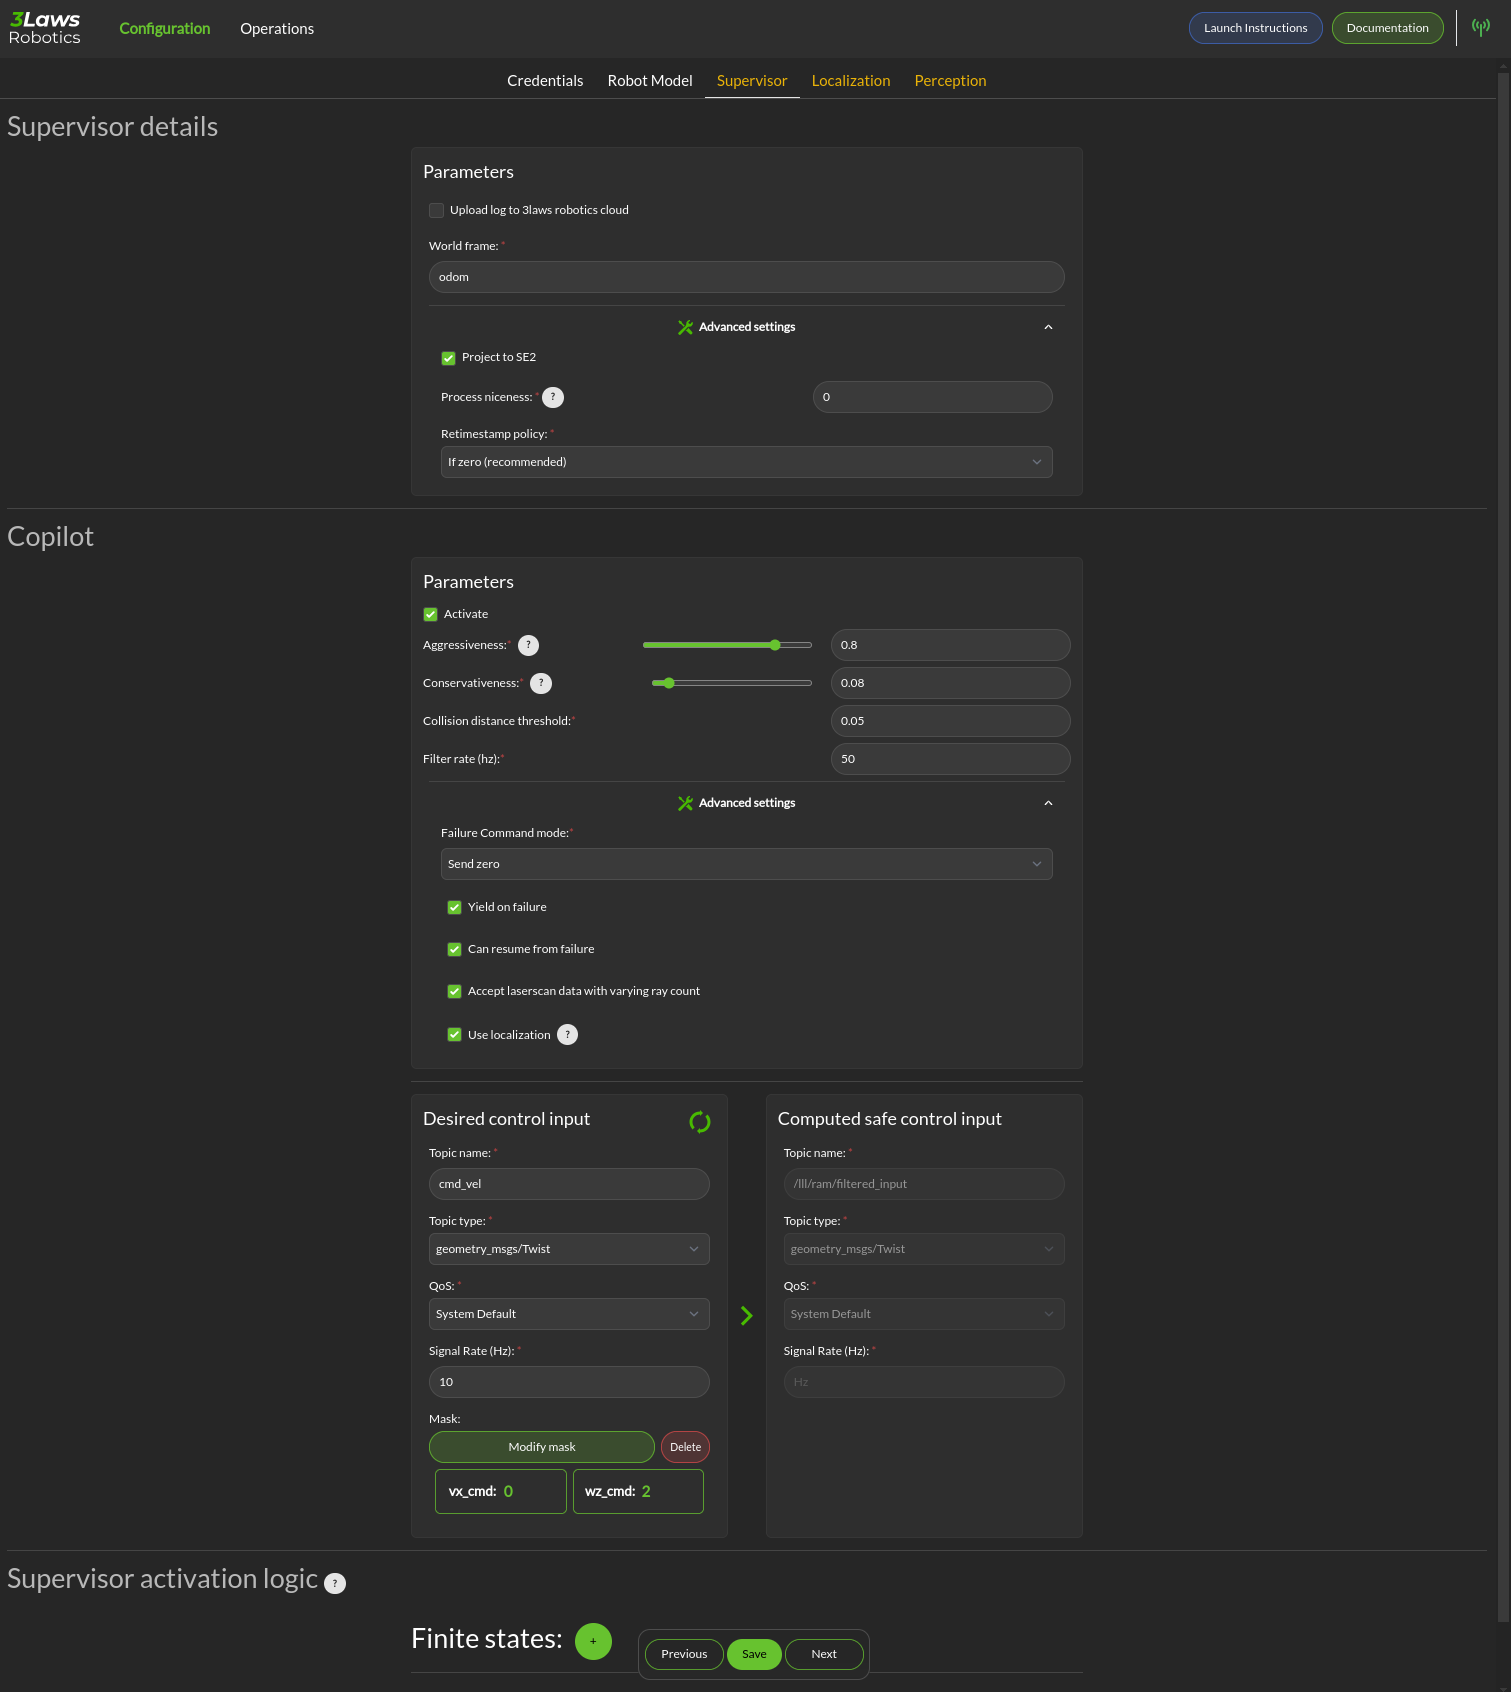 3Laws
Robotics
Configuration
Operations
Launch Instructions
Documentation
Credentials
Robot Model
Supervisor
Localization
Perception
Supervisor details
Parameters
Upload log to 3laws robotics cloud
World frame: *
odom
Advanced settings
Project to SE2
Process niceness: * ?
0
Retimestamp policy: *
If zero (recommended)
Copilot
Parameters
Activate
Aggressiveness:* ?
0.8
Conservativeness:* ?
0.08
Collision distance threshold:*
0.05
Filter rate (hz):*
50
Advanced settings
Failure Command mode:*
Send zero
Yield on failure
Can resume from failure
Accept laserscan data with varying ray count
Use localization ?
Desired control input
Topic name: *
cmd_vel
Topic type: *
geometry_msgs/Twist
QoS: *
System Default
Signal Rate (Hz): *
10
Mask:
Modify mask
Delete
vx_cmd: 0
wz_cmd: 2
Computed safe control input
Topic name: *
/lll/ram/filtered_input
Topic type: *
geometry_msgs/Twist
QoS: *
System Default
Signal Rate (Hz): *
Hz
Supervisor activation logic ?
Finite states: +
Previous
Save
Next